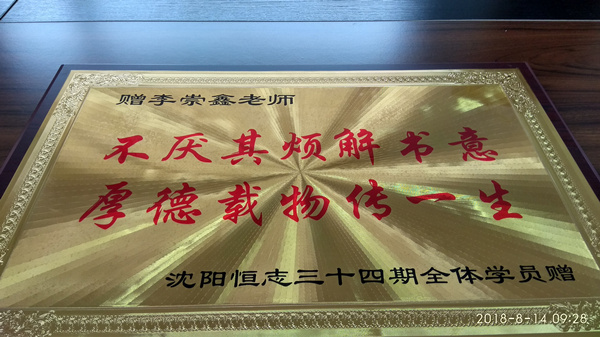 赠李崇鑫老师
不厌其烦解书意
厚德载物传一生
沈阳恒志三十四期全体学员赠
2018-8-14 09:28